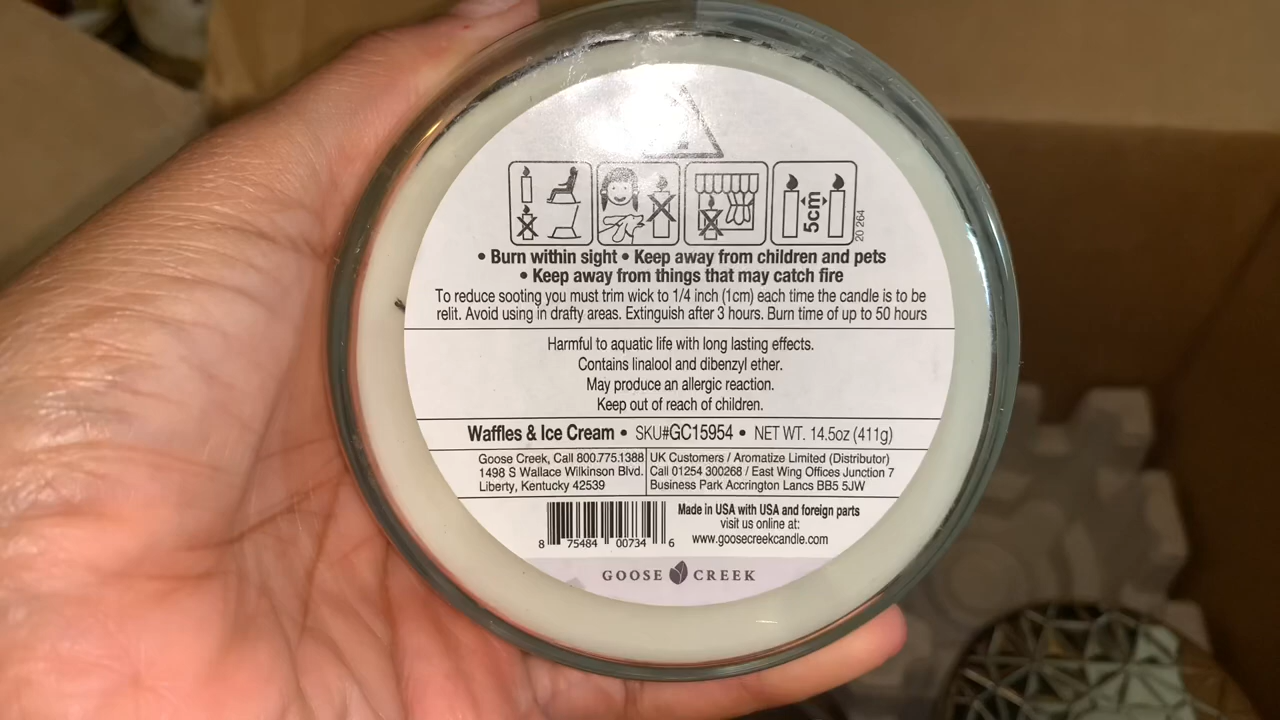 5cm
20 264
• Burn within sight • Keep away from children and pets
• Keep away from things that may catch fire
To reduce sooting you must trim wick to 1/4 inch (1cm) each time the candle is to be
relit. Avoid using in drafty areas. Extinguish after 3 hours. Burn time of up to 50 hours
Harmful to aquatic life with long lasting effects.
Contains linalool and dibenzyl ether.
May produce an allergic reaction.
Keep out of reach of children.
Waffles & Ice Cream • SKU#GC15954 • NET WT. 14.5oz (411g)
Goose Creek, Call 800.775.1388
1498 S Wallace Wilkinson Blvd.
Liberty, Kentucky 42539
UK Customers / Aromatize Limited (Distributor)
Call 01254 300268 / East Wing Offices Junction 7
Business Park Accrington Lancs BB5 5JW
8 75484 00734 6
Made in USA with USA and foreign parts
visit us online at:
www.goosecreekcandle.com
GOOSE CREEK